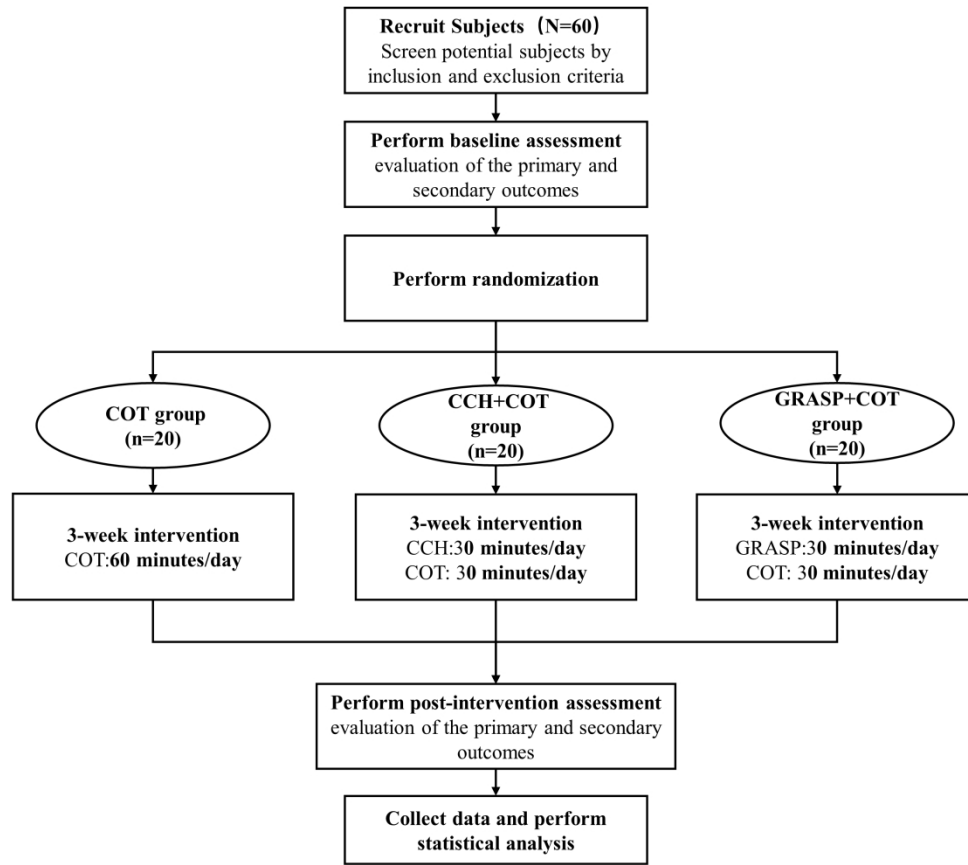 Recruit Subjects（N=60）
Screen potential subjects by
inclusion and exclusion criteria
Perform baseline assessment
evaluation of the primary and
secondary outcomes
Perform randomization
COT group
(n=20)
CCH+COT
group
(n=20)
GRASP+COT
group
(n=20)
3-week intervention
COT:60 minutes/day
3-week intervention
CCH:30 minutes/day
COT: 30 minutes/day
3-week intervention
GRASP:30 minutes/day
COT: 30 minutes/day
Perform post-intervention assessment
evaluation of the primary and secondary
outcomes
Collect data and perform
statistical analysis